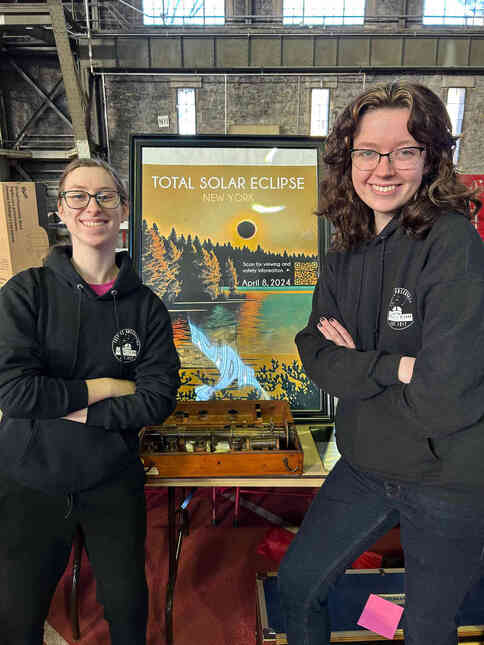 TOTAL SOLAR ECLIPSE
NEW YORK
Scan for viewing and
safety information.
April 8, 2024